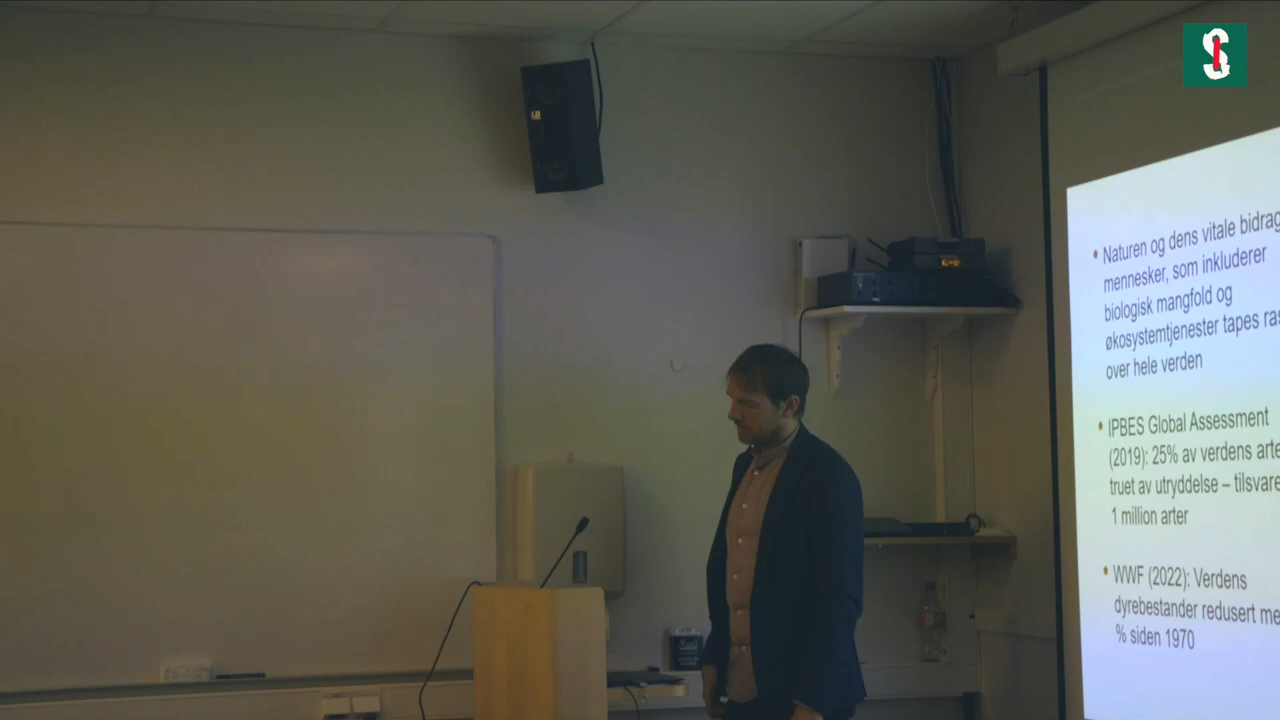 Naturen og dens vitale bidrag
mennesker, som inkluderer
biologisk mangfold og
økosystemtjenester tapes
over hele verden
IPBES Global Assessment
(2019): 25% av verdens
truet av utryddelse –
1 million arter
WWF (2022): Verdens
dyrebestander redusert
% siden 1970